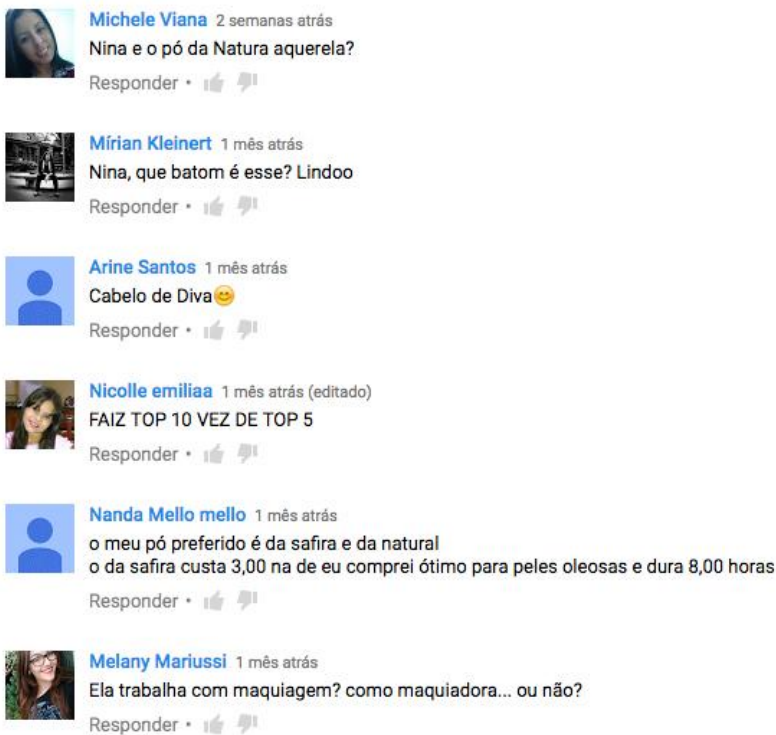 Michele Viana 2 semanas atrás
Nina e o pó da Natura aquerela?
Responder •
Mírian Kleinert 1 mês atrás
Nina, que batom é esse? Lindoo
Responder •
Arine Santos 1 mês atrás
Cabelo de Diva😊
Responder •
Nicolle emiliaa 1 mês atrás (editado)
FAIZ TOP 10 VEZ DE TOP 5
Responder •
Nanda Mello mello 1 mês atrás
o meu pó preferido é da safira e da natural
o da safira custa 3,00 na de eu comprei ótimo para peles oleosas e dura 8,00 horas
Responder •
Melany Mariussi 1 mês atrás
Ela trabalha com maquiagem? como maquiadora... ou não?
Responder •